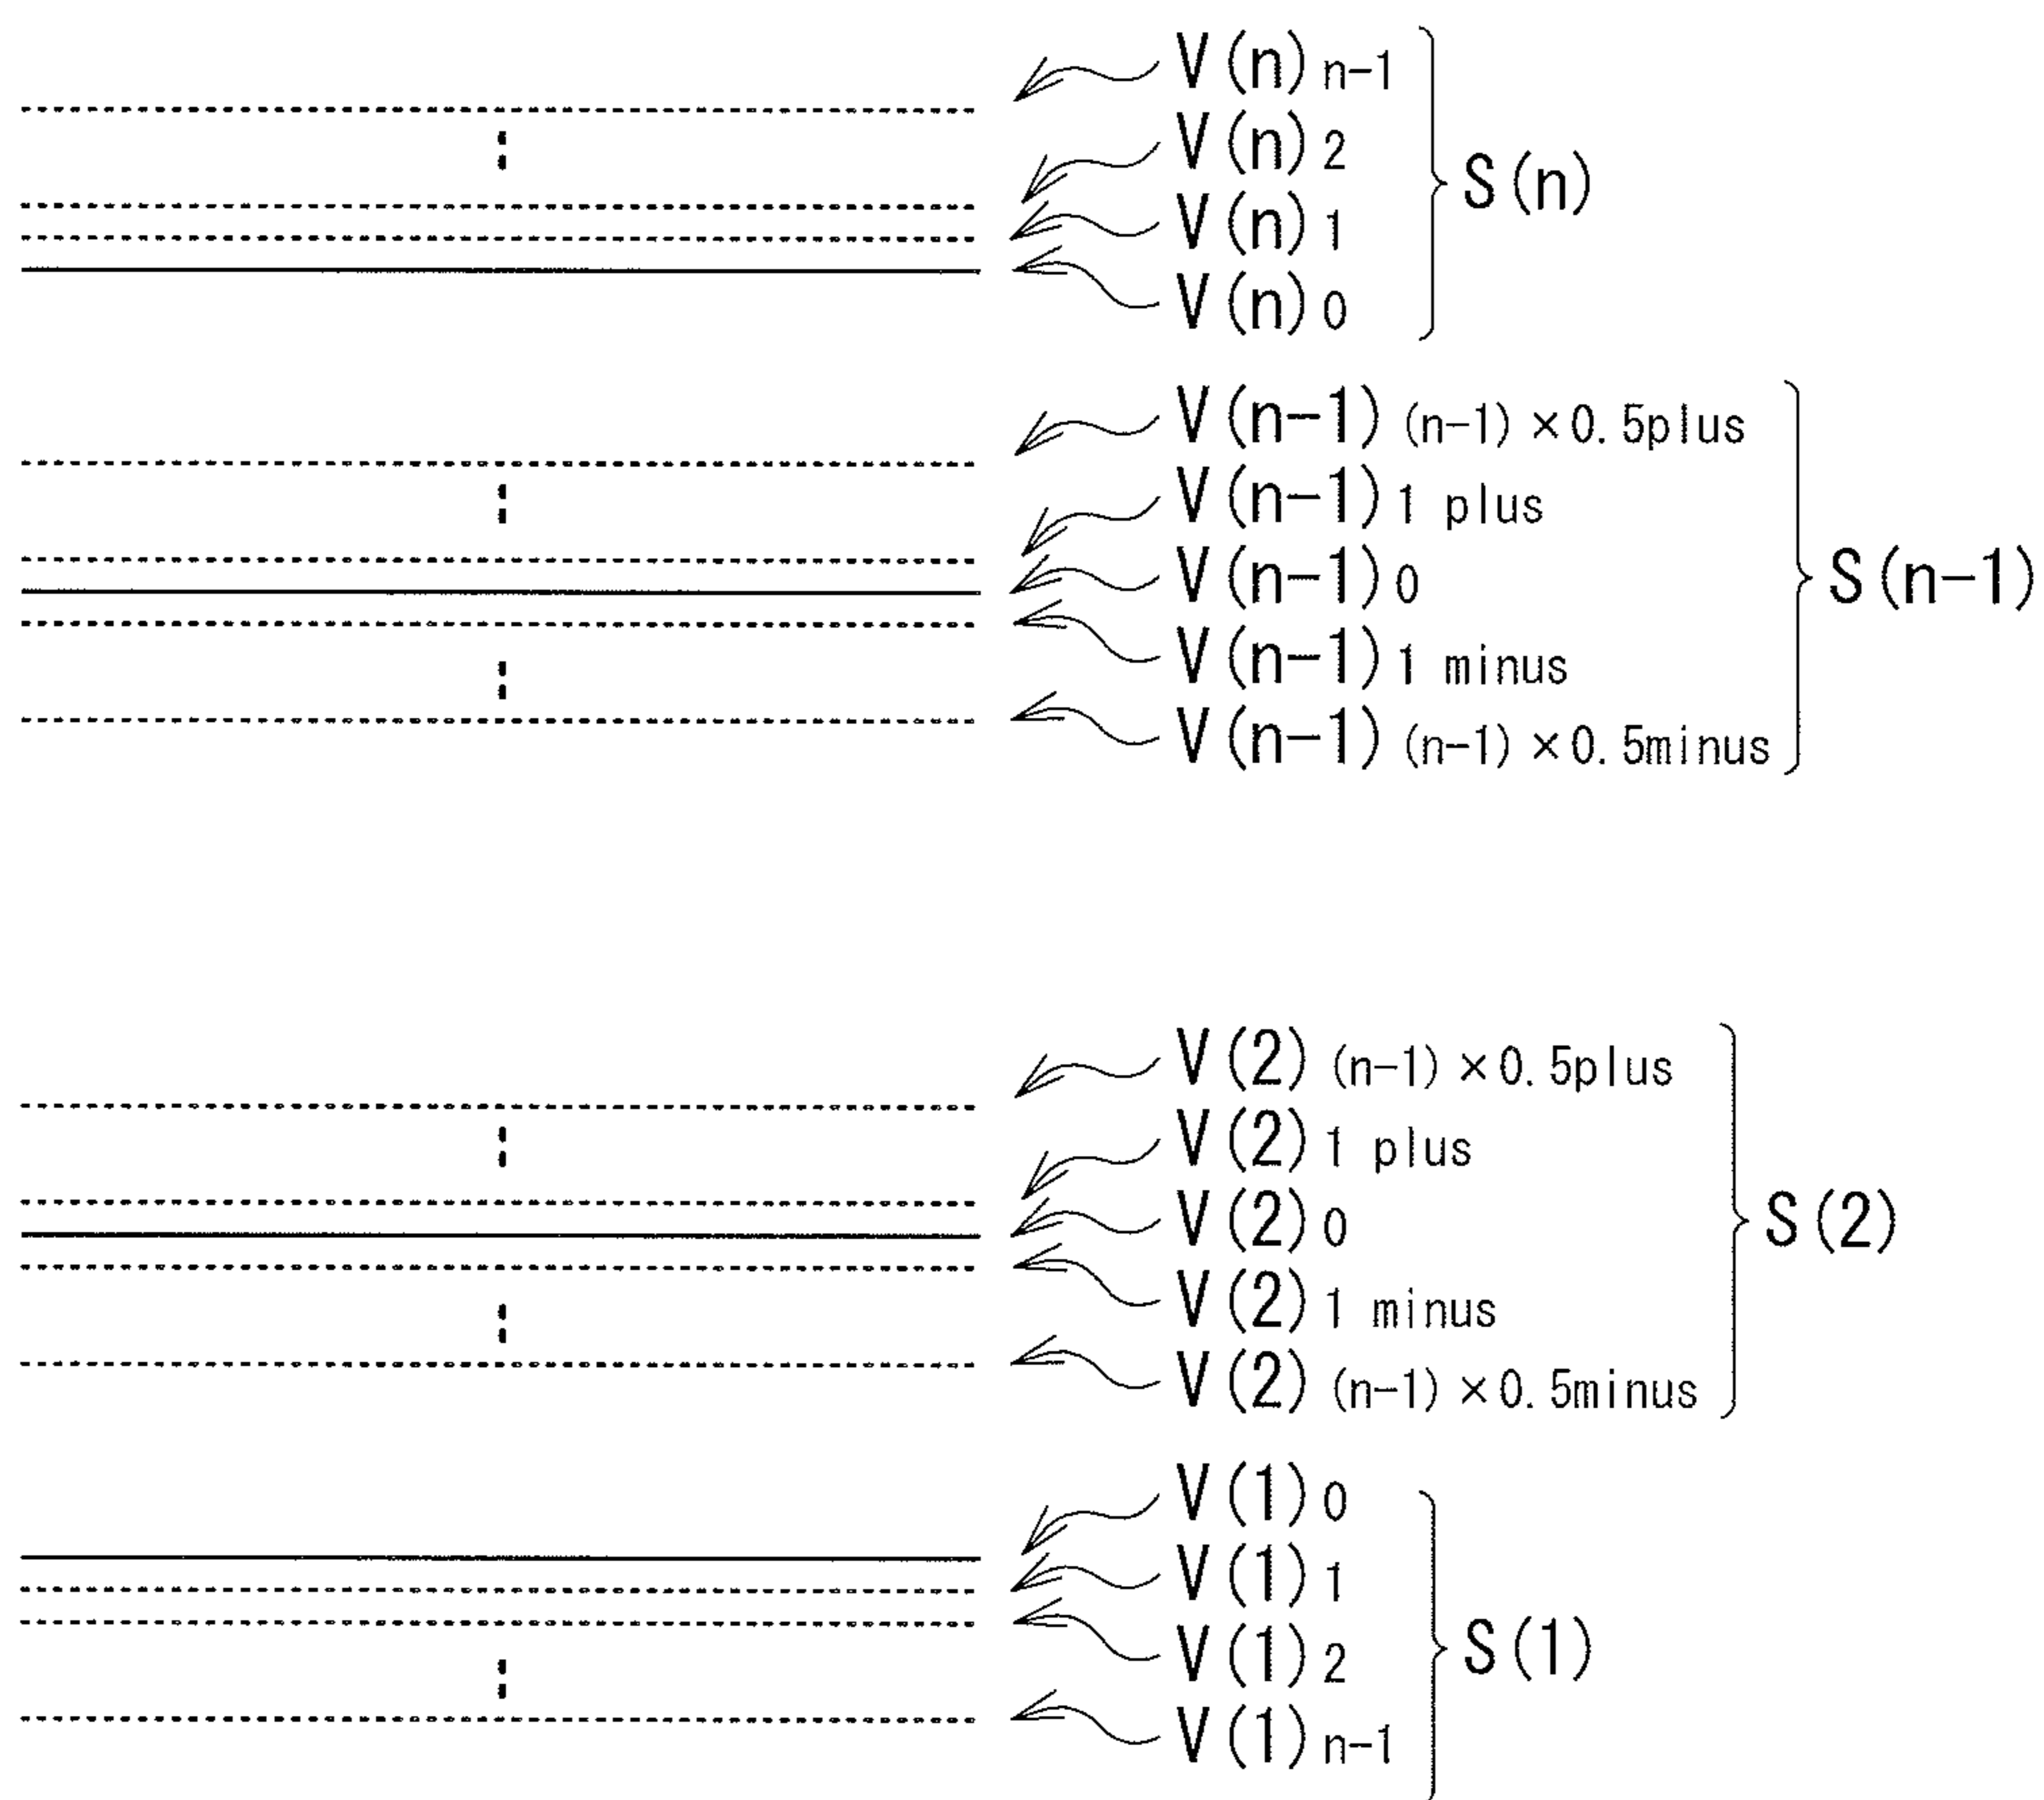 V(n) n-1
V(n) 2
S(n)
V(n) 1
V(n) 0
V(n-1) (n-1)×0.5plus
V(n-1) 1 plus
V(n-1) 0
S(n-1)
V(n-1) 1 minus
V(n-1) (n-1)×0.5minus
V(2) (n-1)×0.5plus
V(2) 1 plus
V(2) 0
S(2)
V(2) 1 minus
V(2) (n-1)×0.5minus
V(1) 0
V(1) 1
V(1) 2
S(1)
V(1) n-1